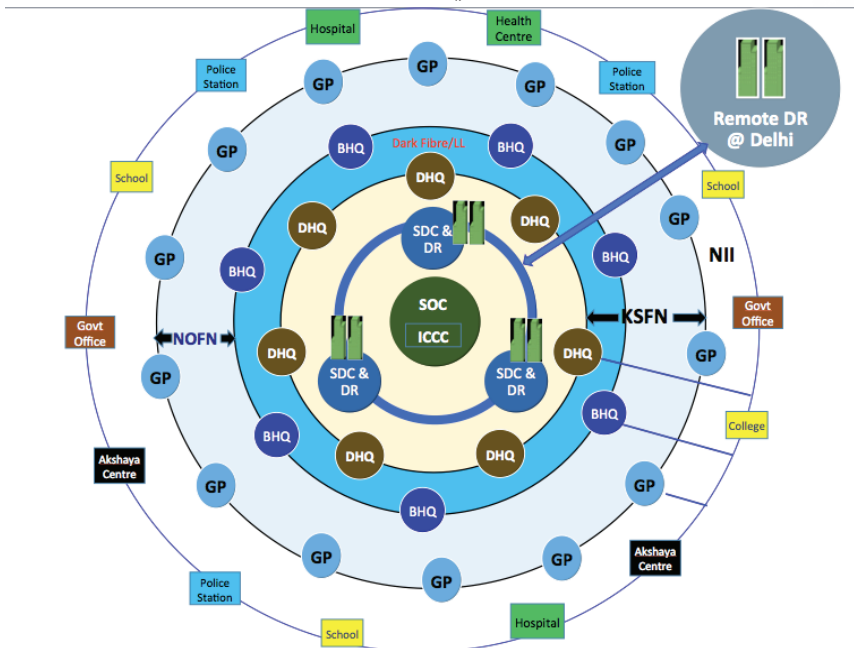 Hospital
Health
Centre
Police
Station
GP
GP
GP
Police
Station
Remote DR
@ Delhi
GP
GP
BHQ
Dark Fibre/LL
BHQ
School
DHQ
School
DHQ
SDC &
DR
DHQ
GP
GP
BHQ
BHQ
NII
SOC
ICCC
Govt
Office
NOFN
KSFN
Govt
Office
DHQ
DHQ
GP
GP
SDC &
DR
SDC &
DR
BHQ
BHQ
College
DHQ
DHQ
Akshaya
Centre
GP
GP
BHQ
GP
GP
GP
Akshaya
Centre
Police
Station
School
Hospital